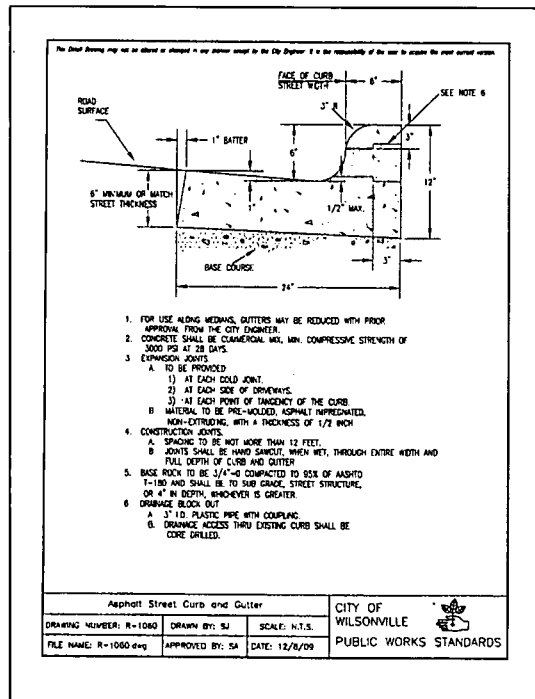 This Detail Drawing may not be altered or changed in any manner except by the City Engineer. It is the responsibility of the user to acquire the most current version.
FACE OF CURB
STREET WIDTH
6"
SEE NOTE 6
ROAD
SURFACE
3" R
1" BATTER
6"
3"
12"
6" MINIMUM OR MATCH
STREET THICKNESS
1"
1/2" MAX.
BASE COURSE
3"
24"
1. FOR USE ALONG MEDIANS, GUTTERS MAY BE REDUCED WITH PRIOR
APPROVAL FROM THE CITY ENGINEER.
2. CONCRETE SHALL BE COMMERCIAL MIX, MIN. COMPRESSIVE STRENGTH OF
3000 PSI AT 28 DAYS.
3 EXPANSION JOINTS
A. TO BE PROVIDED
1) AT EACH COLD JOINT.
2) AT EACH SIDE OF DRIVEWAYS.
3) AT EACH POINT OF TANGENCY OF THE CURB.
B MATERIAL TO BE PRE-MOLDED, ASPHALT IMPREGNATED,
NON-EXTRUDING, WITH A THICKNESS OF 1/2 INCH
4. CONSTRUCTION JOINTS.
A. SPACING TO BE NOT MORE THAN 12 FEET.
B JOINTS SHALL BE HAND SAWCUT, WHEN WET, THROUGH ENTIRE WIDTH AND
FULL DEPTH OF CURB AND GUTTER
5. BASE ROCK TO BE 3/4"-0 COMPACTED TO 95% OF AASHTO
T-180 AND SHALL BE TO SUB GRADE, STREET STRUCTURE,
OR 4" IN DEPTH, WHICHEVER IS GREATER.
6 DRAINAGE BLOCK OUT
A 3" I.D. PLASTIC PIPE WITH COUPLING.
B. DRAINAGE ACCESS THRU EXISTING CURB SHALL BE
CORE DRILLED.
Asphalt Street Curb and Gutter
DRAWING NUMBER: R-1060 DRAWN BY: SJ SCALE: N.T.S.
FILE NAME: R-1060 dwg APPROVED BY: SA DATE: 12/8/09
CITY OF
WILSONVILLE
PUBLIC WORKS STANDARDS